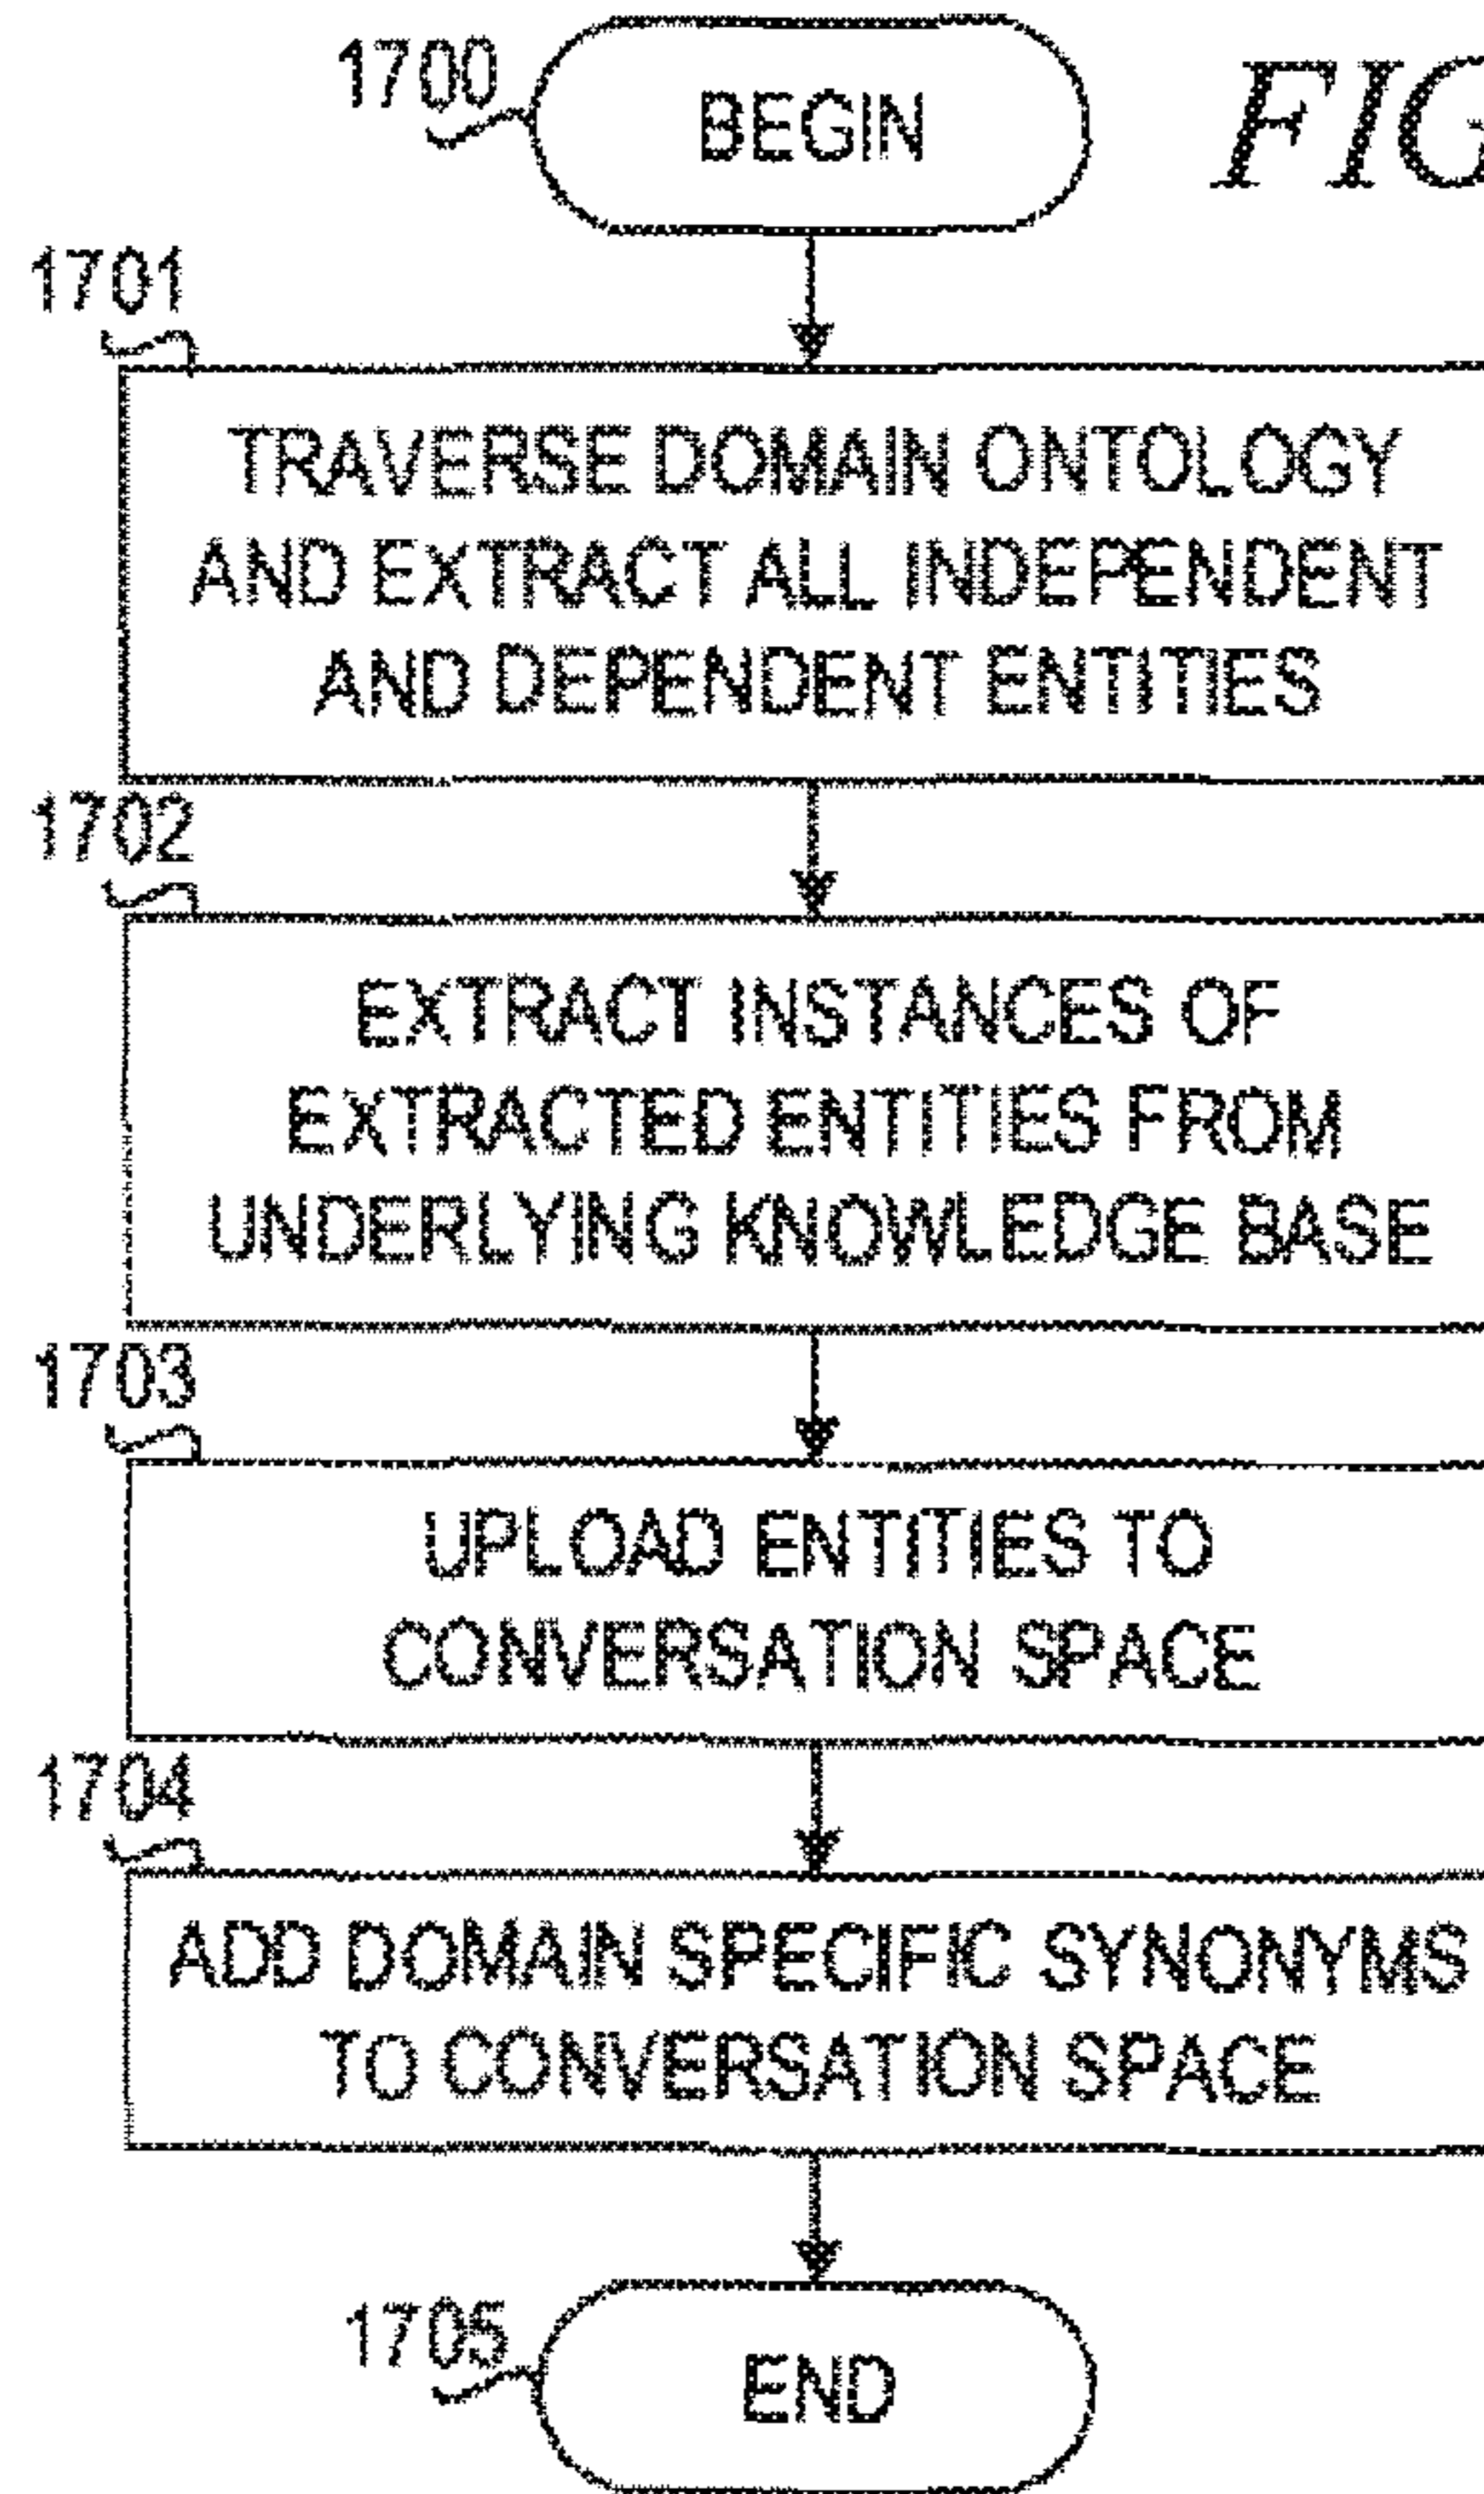 1700
BEGIN
FIG
1701
TRAVERSE DOMAIN ONTOLOGY
AND EXTRACT ALL INDEPENDENT
AND DEPENDENT ENTITIES
1702
EXTRACT INSTANCES OF
EXTRACTED ENTITIES FROM
UNDERLYING KNOWLEDGE BASE
1703
UPLOAD ENTITIES TO
CONVERSATION SPACE
1704
ADD DOMAIN SPECIFIC SYNONYMS
TO CONVERSATION SPACE
1705
END